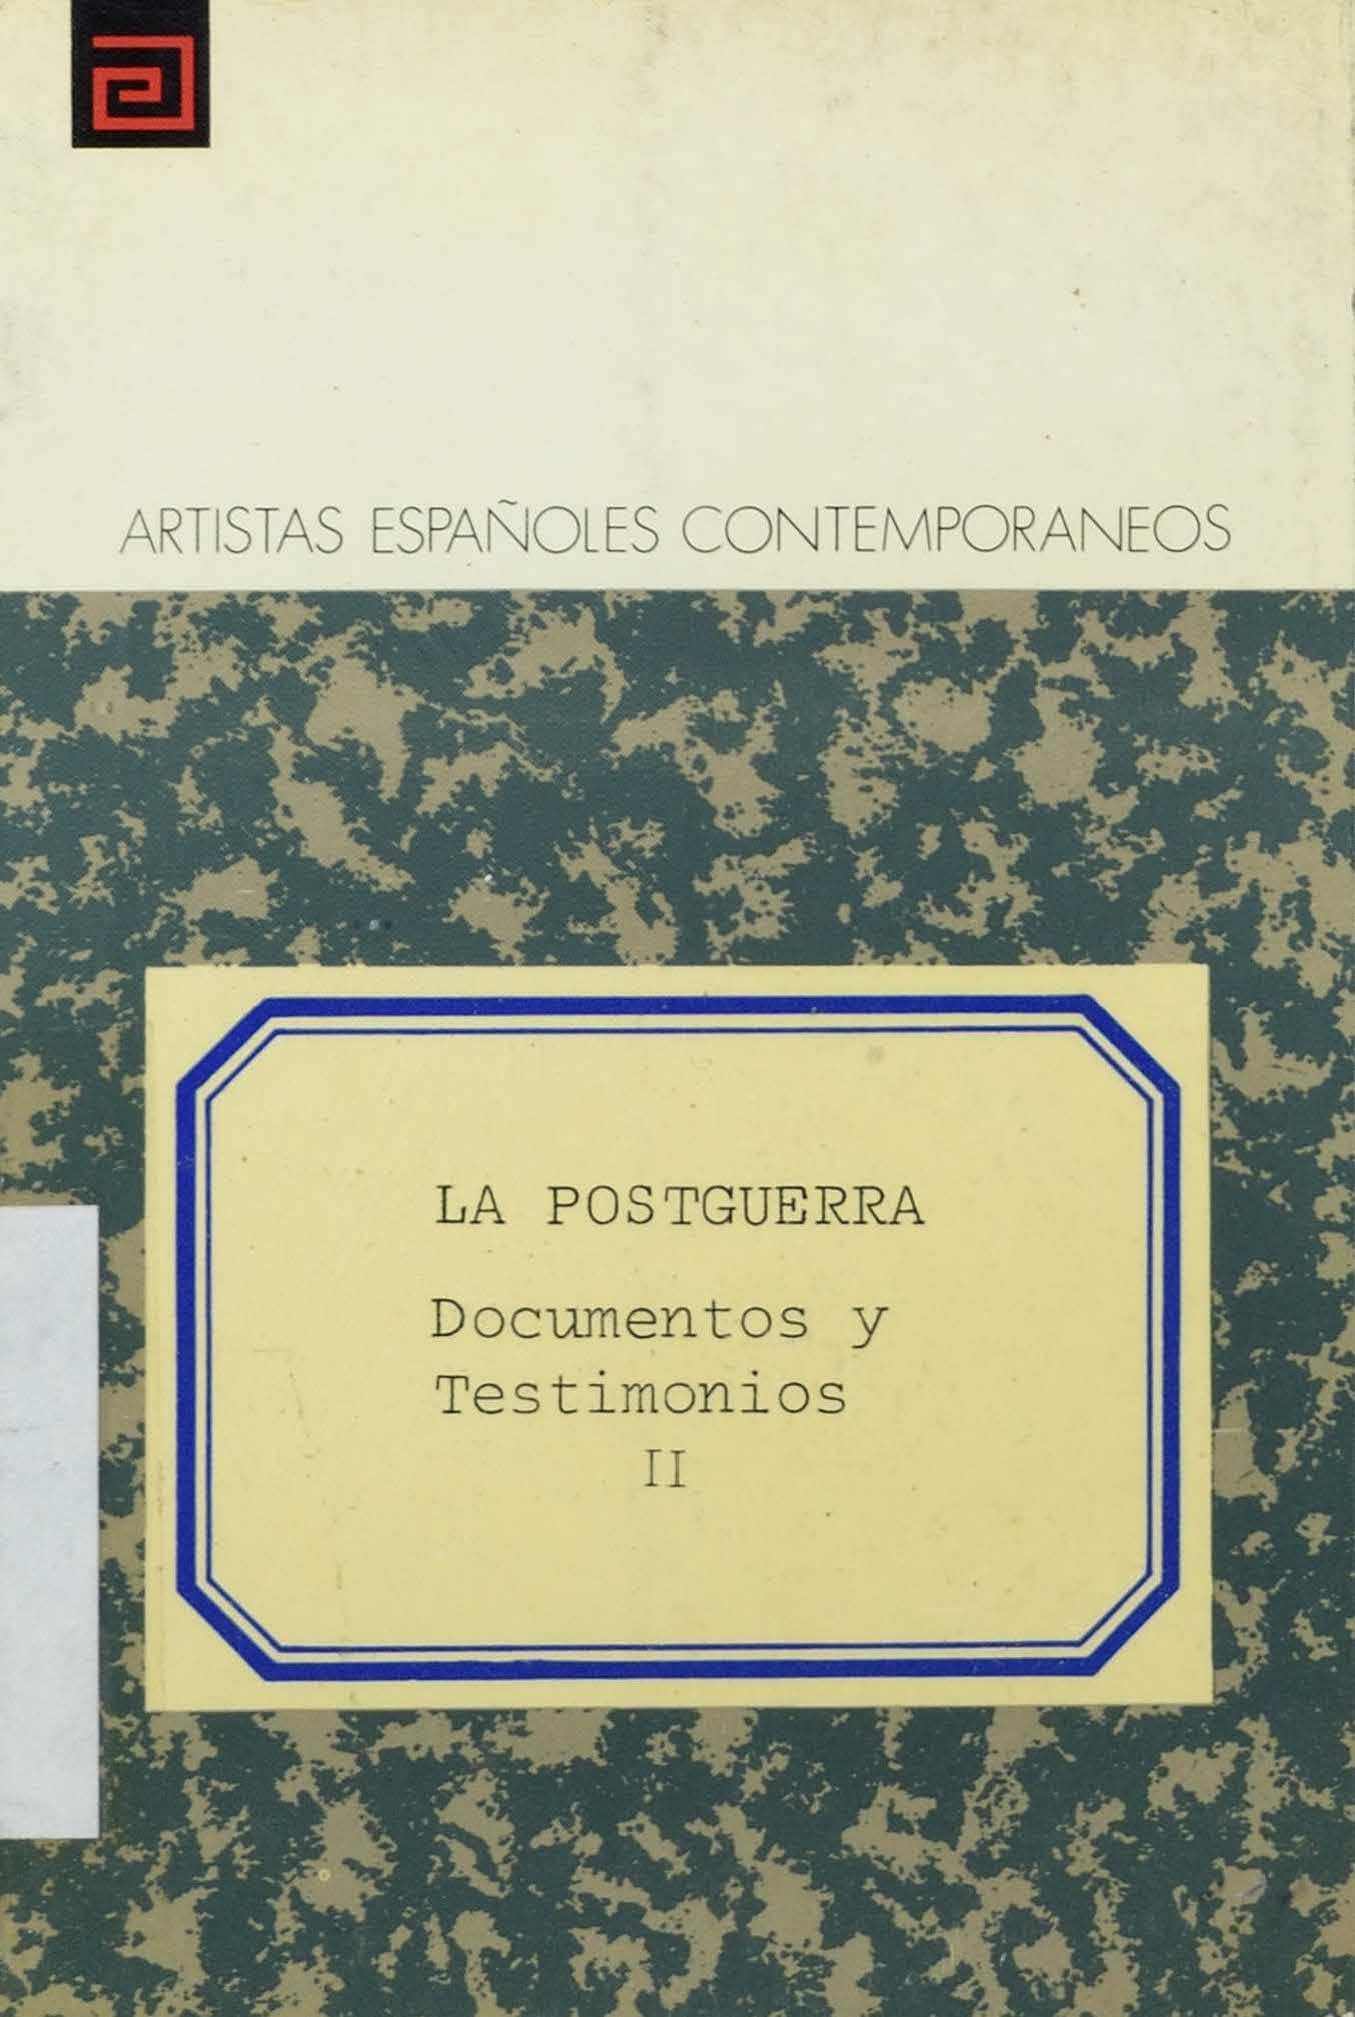 ARTISTAS ESPAÑOLES CONTEMPORANEOS
LA POSTGUERRA
Documentos y
Testimonios
II